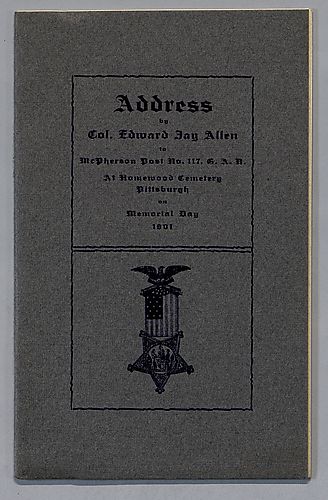 Address
by
Col. Edward Jay Allen
to
McPherson Post No. 117, G. A. R.
At Homewood Cemetery
Pittsburgh
on
Memorial Day
1901